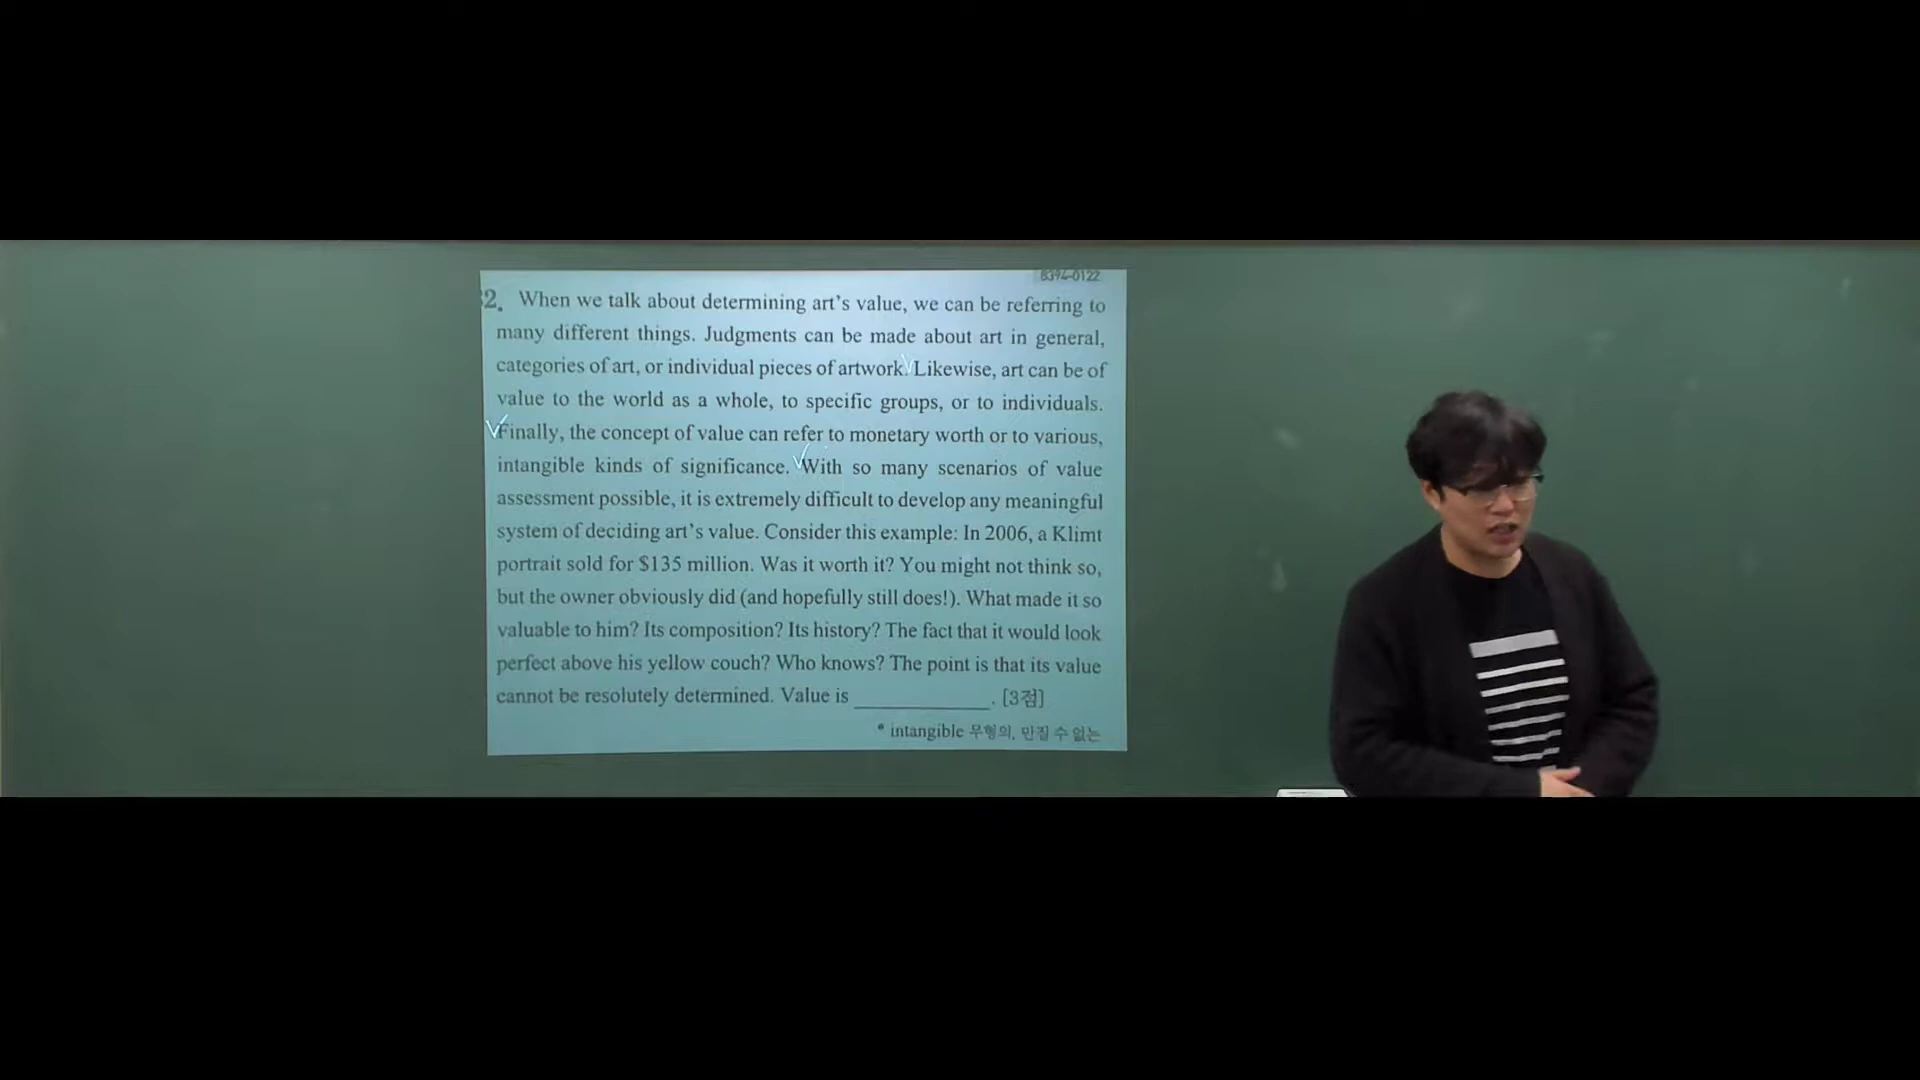 8394-0122
2. When we talk about determining art's value, we can be referring to
many different things. Judgments can be made about art in general,
categories of art, or individual pieces of artwork. Likewise, art can be of
value to the world as a whole, to specific groups, or to individuals.
Finally, the concept of value can refer to monetary worth or to various,
intangible kinds of significance. With so many scenarios of value
assessment possible, it is extremely difficult to develop any meaningful
system of deciding art's value. Consider this example: In 2006, a Klimt
portrait sold for $135 million. Was it worth it? You might not think so,
but the owner obviously did (and hopefully still does!). What made it so
valuable to him? Its composition? Its history? The fact that it would look
perfect above his yellow couch? Who knows? The point is that its value
cannot be resolutely determined. Value is ____________. [3점]
* intangible 무형의, 만질 수 없는